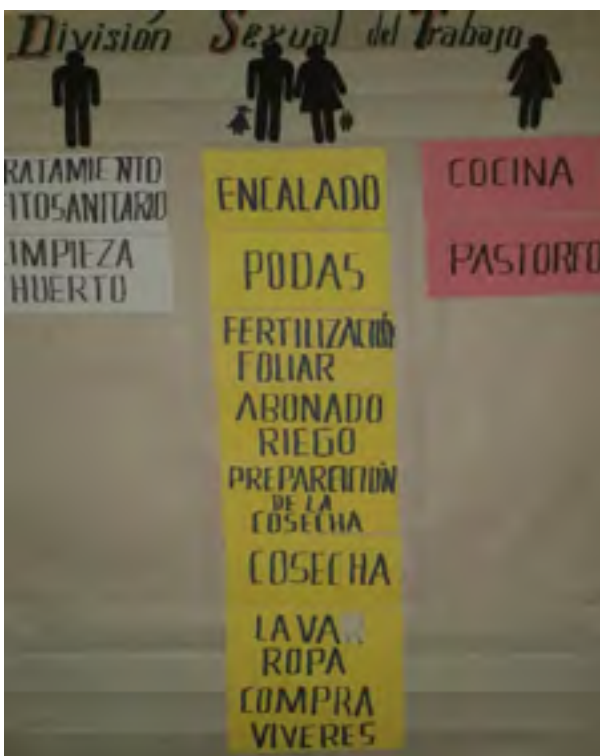 División Sexual del Trabajo
RATAMIENTO
ITOSANITARIO
IMPIEZA
HUERTO
ENCALADO
PODAS
FERTILIZACIÓN
FOLIAR
ABONADO
RIEGO
PREPARCIÓN
DE LA
COSECHA
COSECHA
LAVAR
ROPA
COMPRA
VIVERES
COCINA
PASTOREO